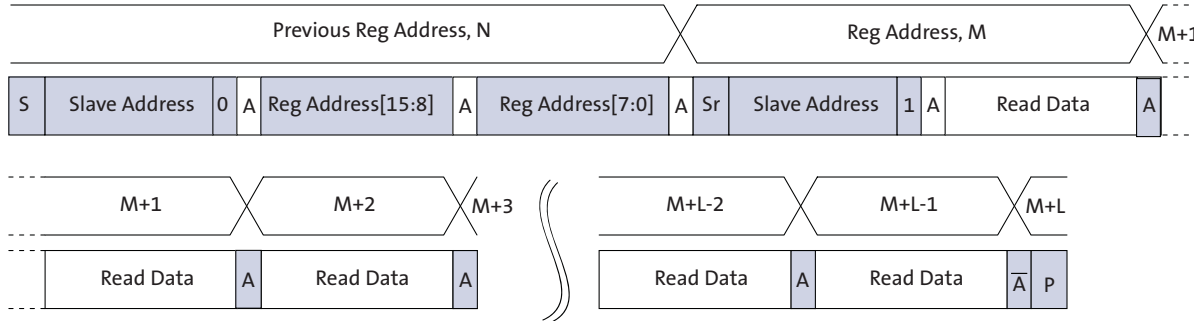 Previous Reg Address, N Reg Address, M M+1
S Slave Address 0 A Reg Address[15:8] A Reg Address[7:0] A Sr Slave Address 1 A Read Data A
M+1 M+2 M+3 M+L-2 M+L-1 M+L
Read Data A Read Data A Read Data A Read Data A̅ P